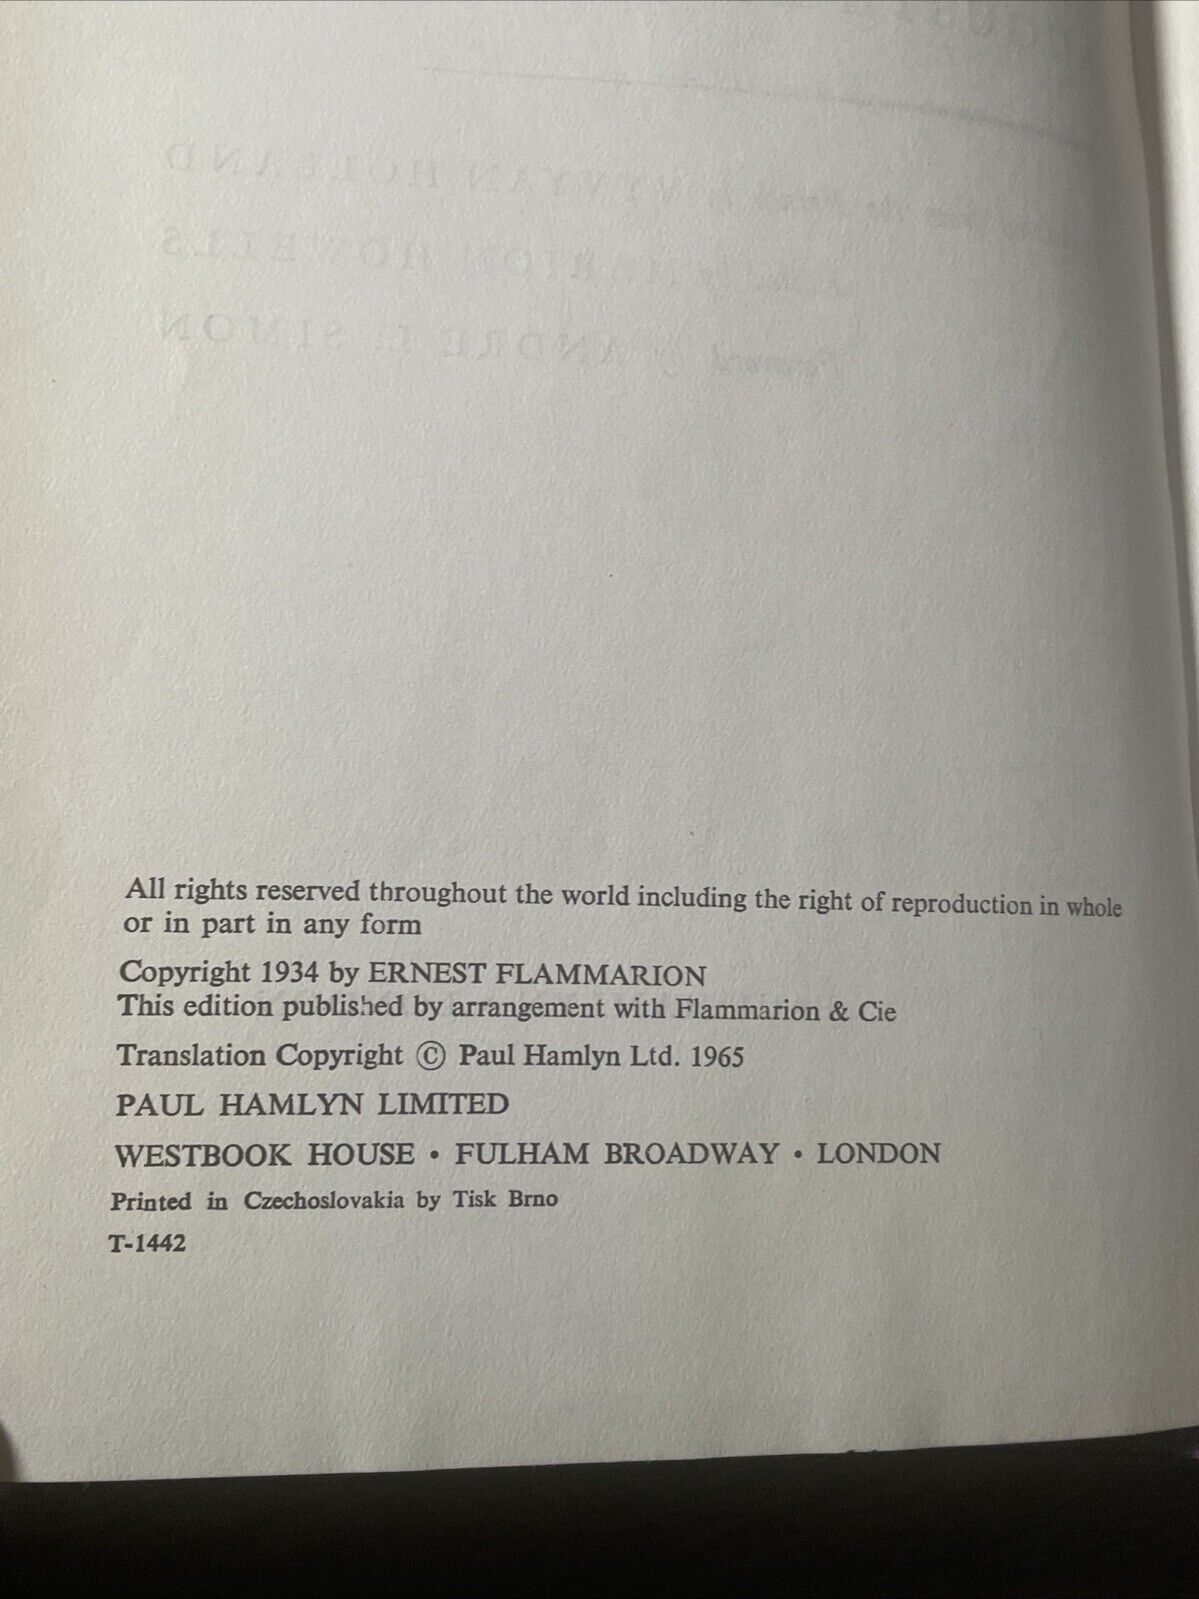 All rights reserved throughout the world including the right of reproduction in whole
or in part in any form
Copyright 1934 by ERNEST FLAMMARION
This edition published by arrangement with Flammarion & Cie
Translation Copyright © Paul Hamlyn Ltd. 1965
PAUL HAMLYN LIMITED
WESTBOOK HOUSE • FULHAM BROADWAY • LONDON
Printed in Czechoslovakia by Tisk Brno
T-1442